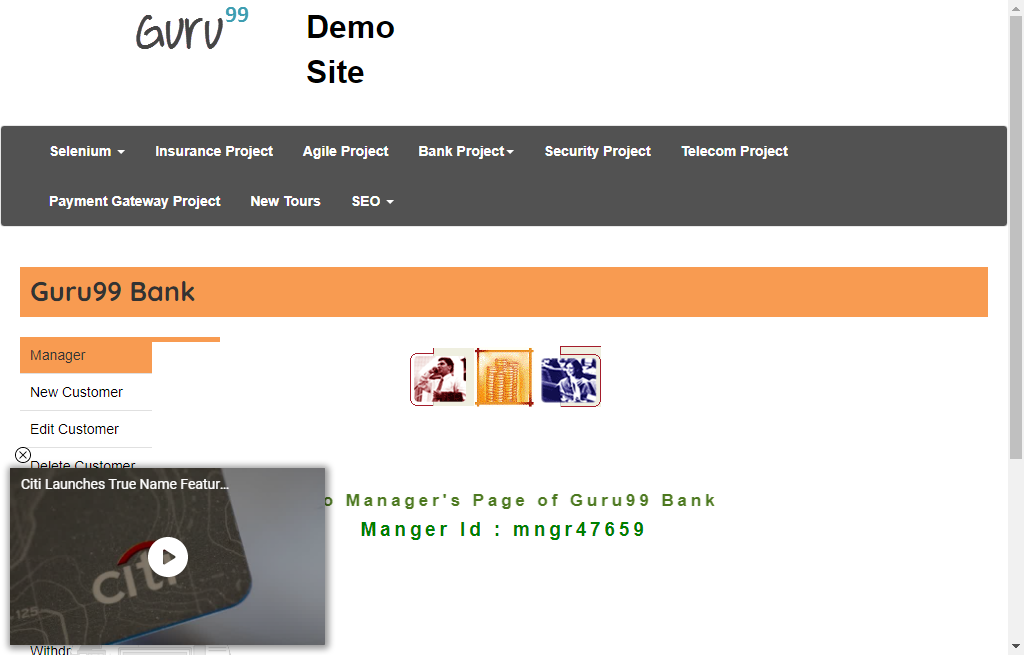 Guru99
Demo
Site
Selenium
Insurance Project
Agile Project
Bank Project
Security Project
Telecom Project
Payment Gateway Project
New Tours
SEO
Guru99 Bank
Manager
New Customer
Edit Customer
Delete Customer
Citi Launches True Name Featur...
citi
125
o Manager's Page of Guru99 Bank
Manger Id : mngr47659
Withdr